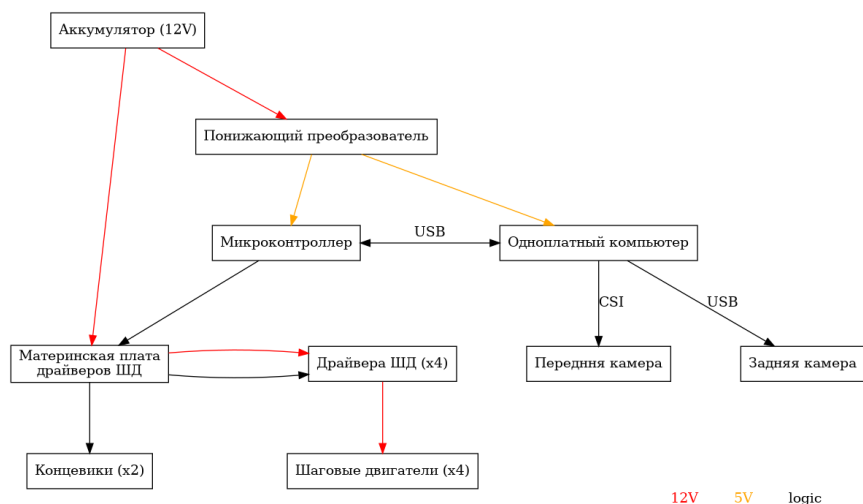 Аккумулятор (12V)
Понижающий преобразователь
Микроконтроллер
USB
Одноплатный компьютер
CSI
USB
Материнская плата
драйверов ШД
Драйвера ШД (x4)
Передняя камера
Задняя камера
Концевики (x2)
Шаговые двигатели (x4)
12V
5V
logic